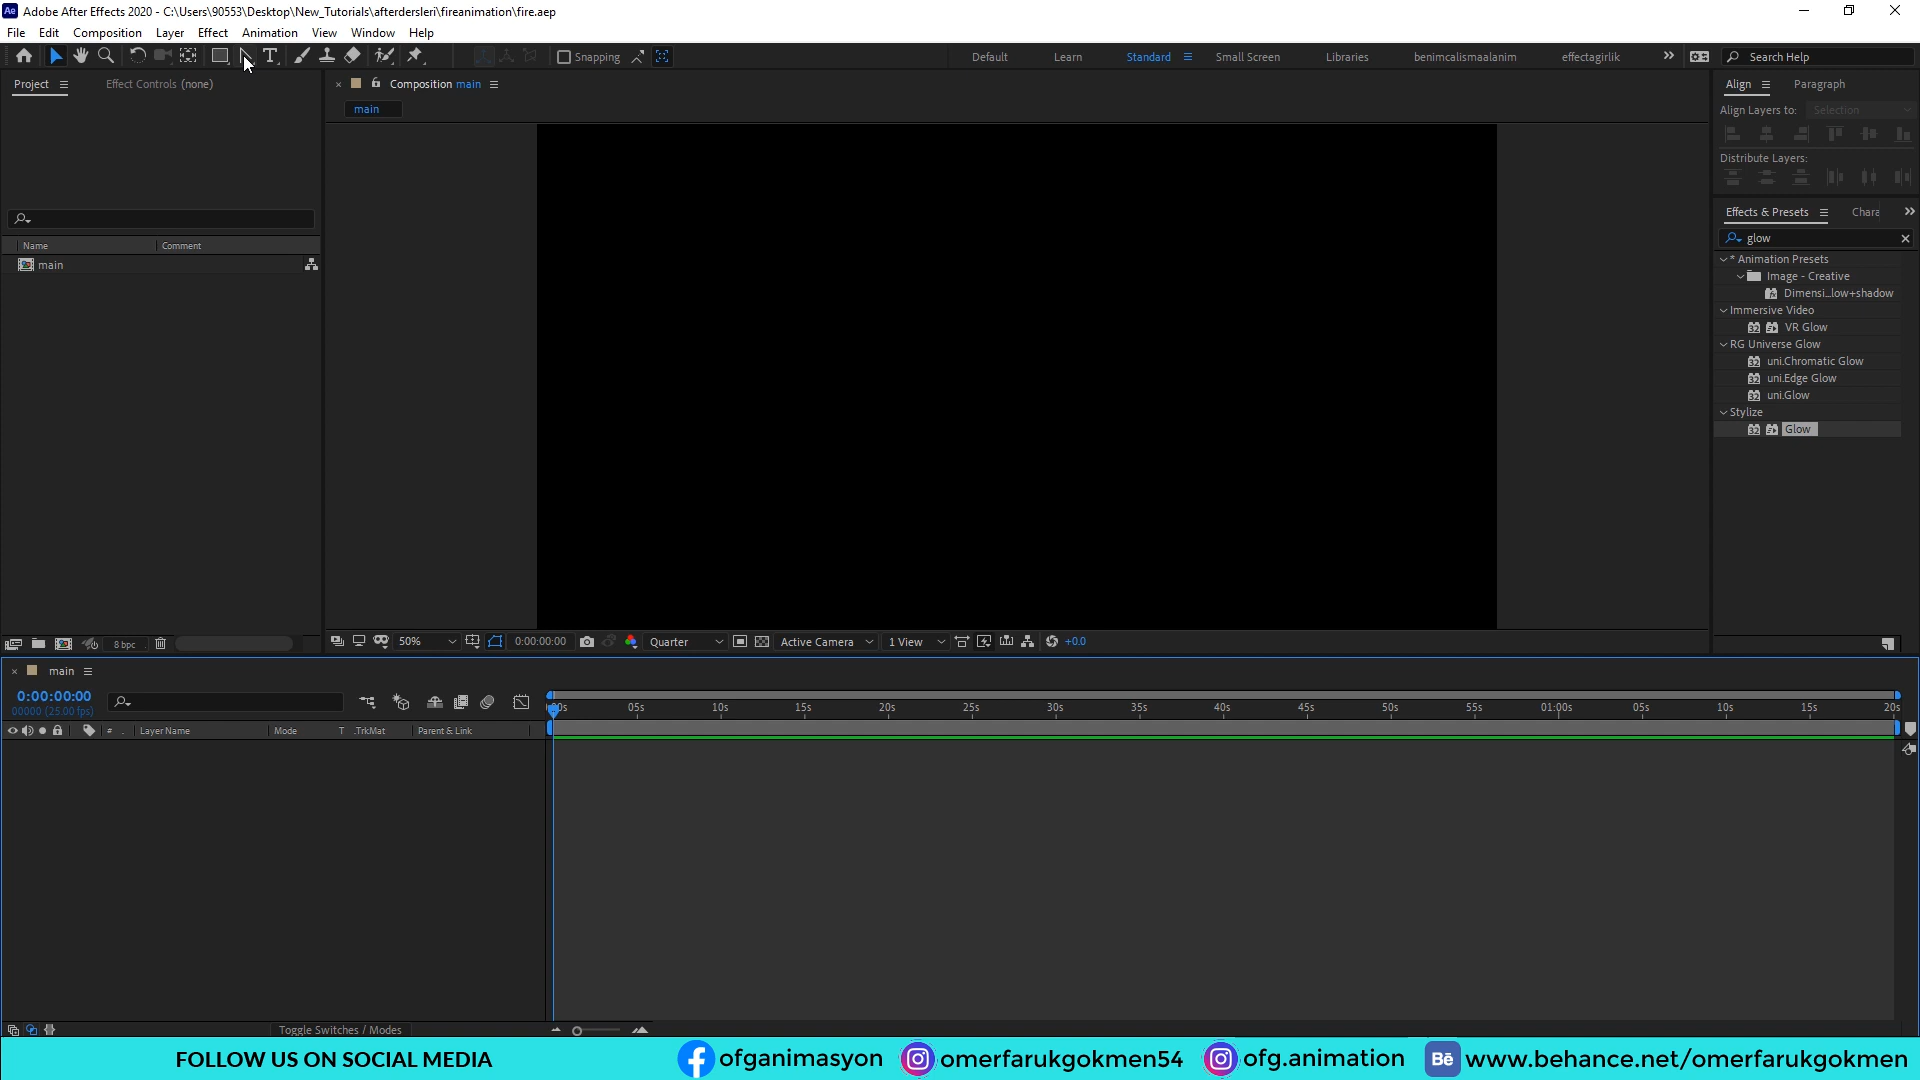 Ae Adobe After Effects 2020 - C:\Users\90553\Desktop\New_Tutorials\afterdersleri\fireanimation\fire.aep
File Edit Composition Layer Effect Animation View Window Help
T Snapping Default Learn Standard Small Screen Libraries benimcalismaalanim effectagirlik Search Help
Project Effect Controls (none)
Composition main
Align Paragraph
main
Align Layers to: Selection
Distribute Layers:
Effects & Presets Chara
glow
Name Comment
main
* Animation Presets
Image - Creative
Dimensi...low+shadow
Immersive Video
32 VR Glow
RG Universe Glow
32 uni.Chromatic Glow
32 uni.Edge Glow
32 uni.Glow
Stylize
32 Glow
8 bpc
50% 0:00:00:00 Quarter Active Camera 1 View +0.0
main
0:00:00:00
00000 (25.00 fps)
05s 10s 15s 20s 25s 30s 35s 40s 45s 50s 55s 01:00s 05s 10s 15s 20s
# Layer Name Mode T .TrkMat Parent & Link
Toggle Switches / Modes
FOLLOW US ON SOCIAL MEDIA ofganimasyon omerfarukgokmen54 ofg.animation Bē www.behance.net/omerfarukgokmen